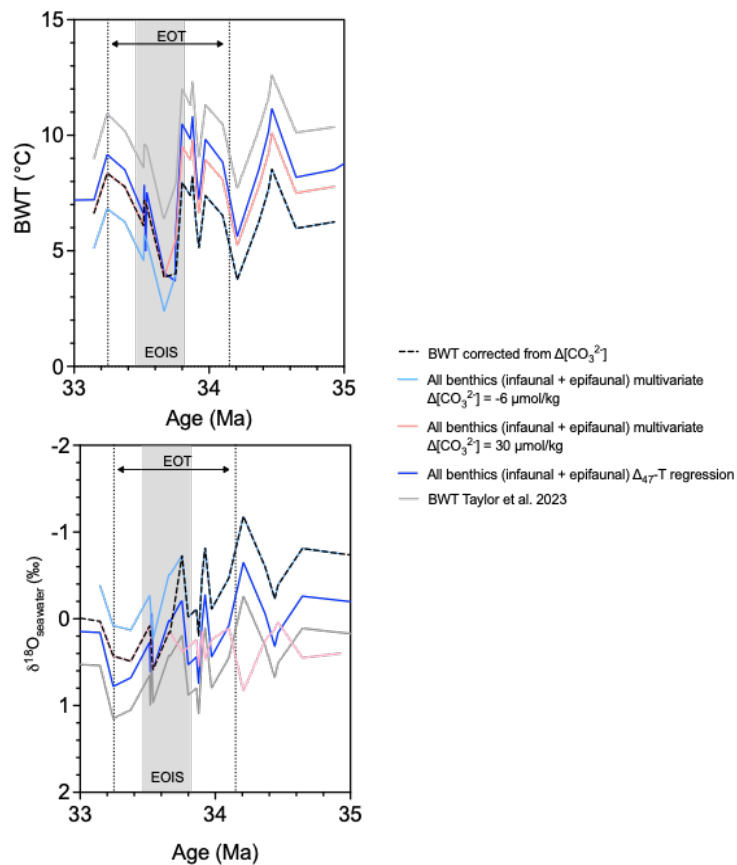 15
EOT
10
BWT (°C)
5
EOIS
0
33
34
35
Age (Ma)
BWT corrected from Δ[CO₃²⁻]
All benthics (infaunal + epifaunal) multivariate
Δ[CO₃²⁻] = -6 µmol/kg
All benthics (infaunal + epifaunal) multivariate
Δ[CO₃²⁻] = 30 µmol/kg
All benthics (infaunal + epifaunal) Δ₄₇-T regression
BWT Taylor et al. 2023
-2
EOT
-1
0
δ¹⁸Oseawater (‰)
1
EOIS
2
33
34
35
Age (Ma)